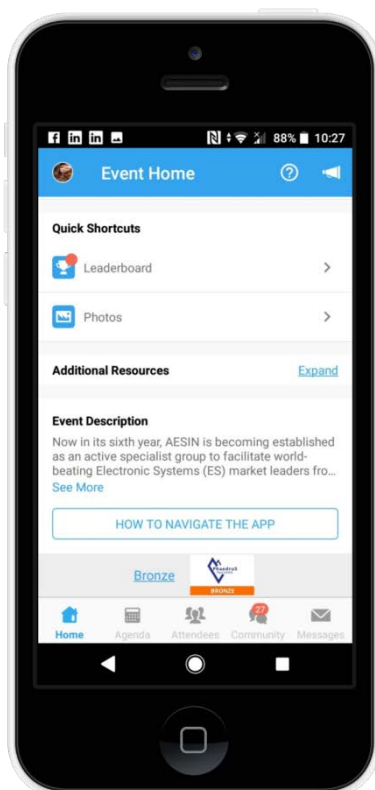 88% 10:27
Event Home
Quick Shortcuts
Leaderboard
Photos
Additional Resources Expand
Event Description
Now in its sixth year, AESIN is becoming established
as an active specialist group to facilitate world-
beating Electronic Systems (ES) market leaders fro...
See More
HOW TO NAVIGATE THE APP
Bronze
BRONZE
27
Home Agenda Attendees Community Messages